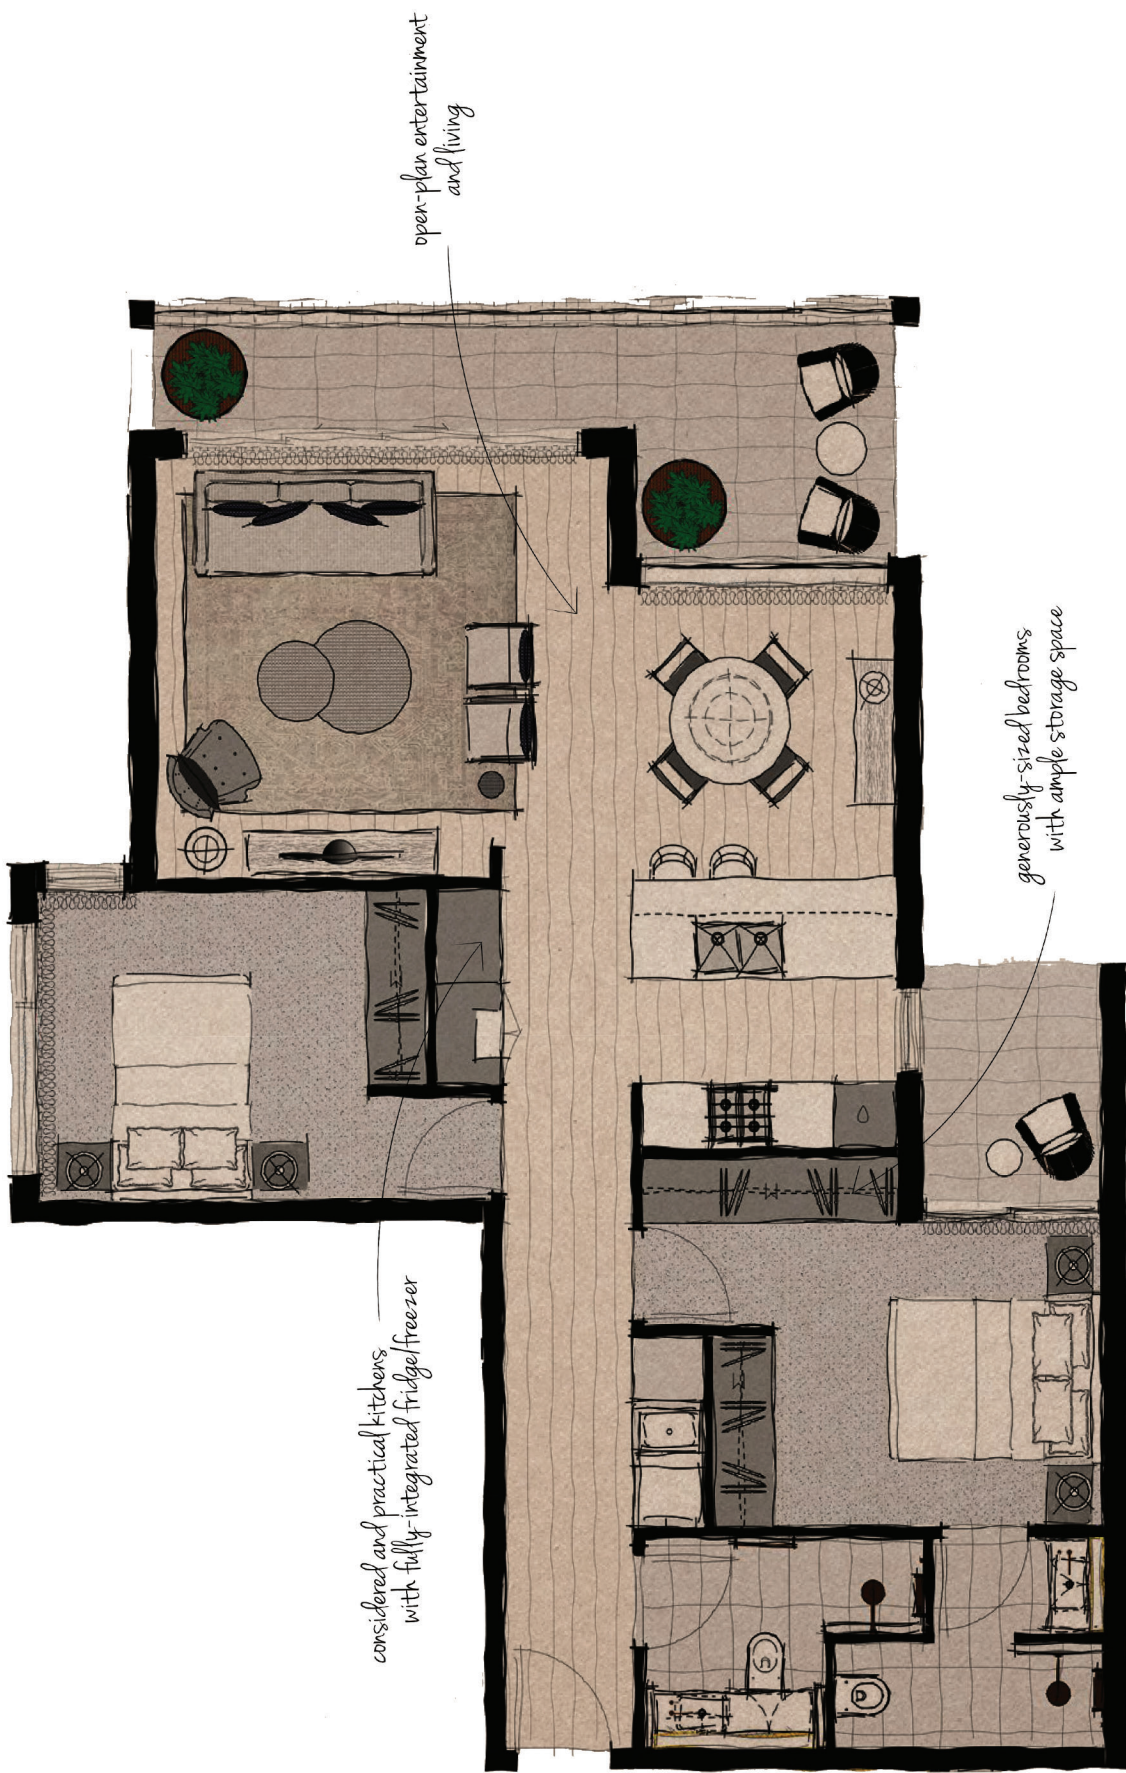 open-plan entertainment
and living
generously-sized bedrooms
with ample storage space
considered and practical kitchens
with fully-integrated fridge/freezer